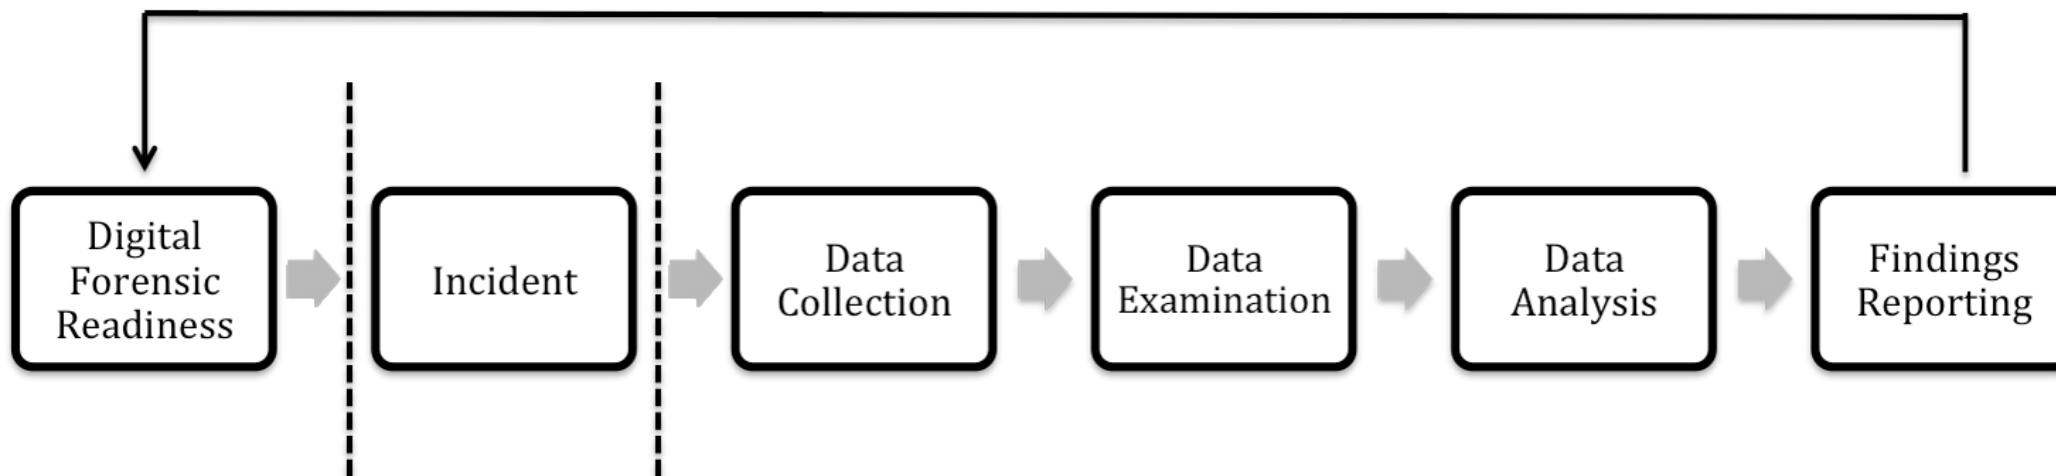 Digital
Forensic
Readiness
Incident
Data
Collection
Data
Examination
Data
Analysis
Findings
Reporting